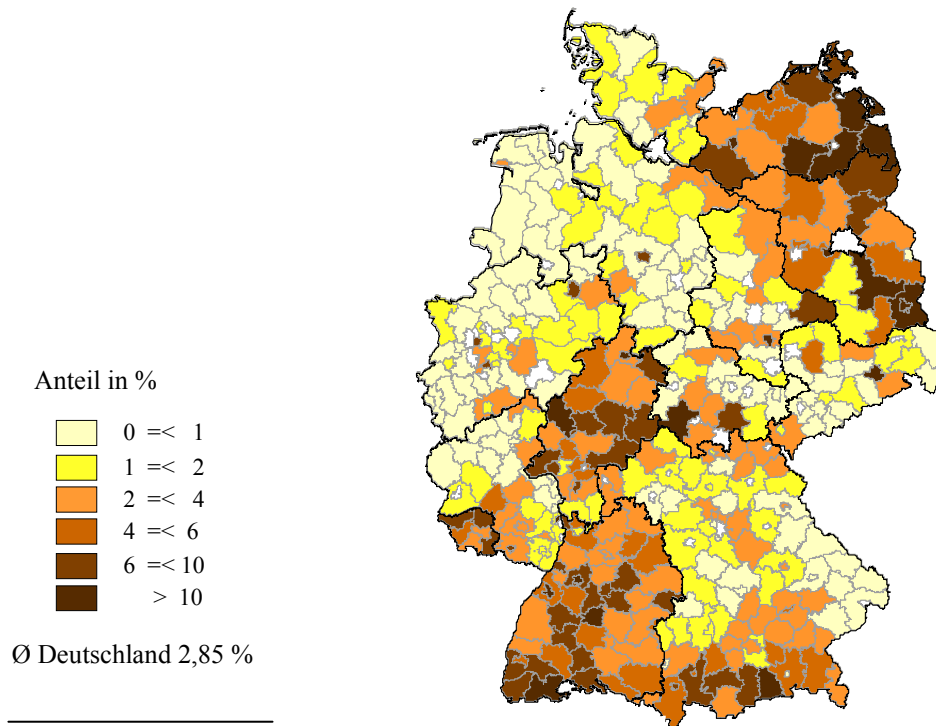 Anteil in %
0 =< 1
1 =< 2
2 =< 4
4 =< 6
6 =< 10
> 10
Ø Deutschland 2,85 %